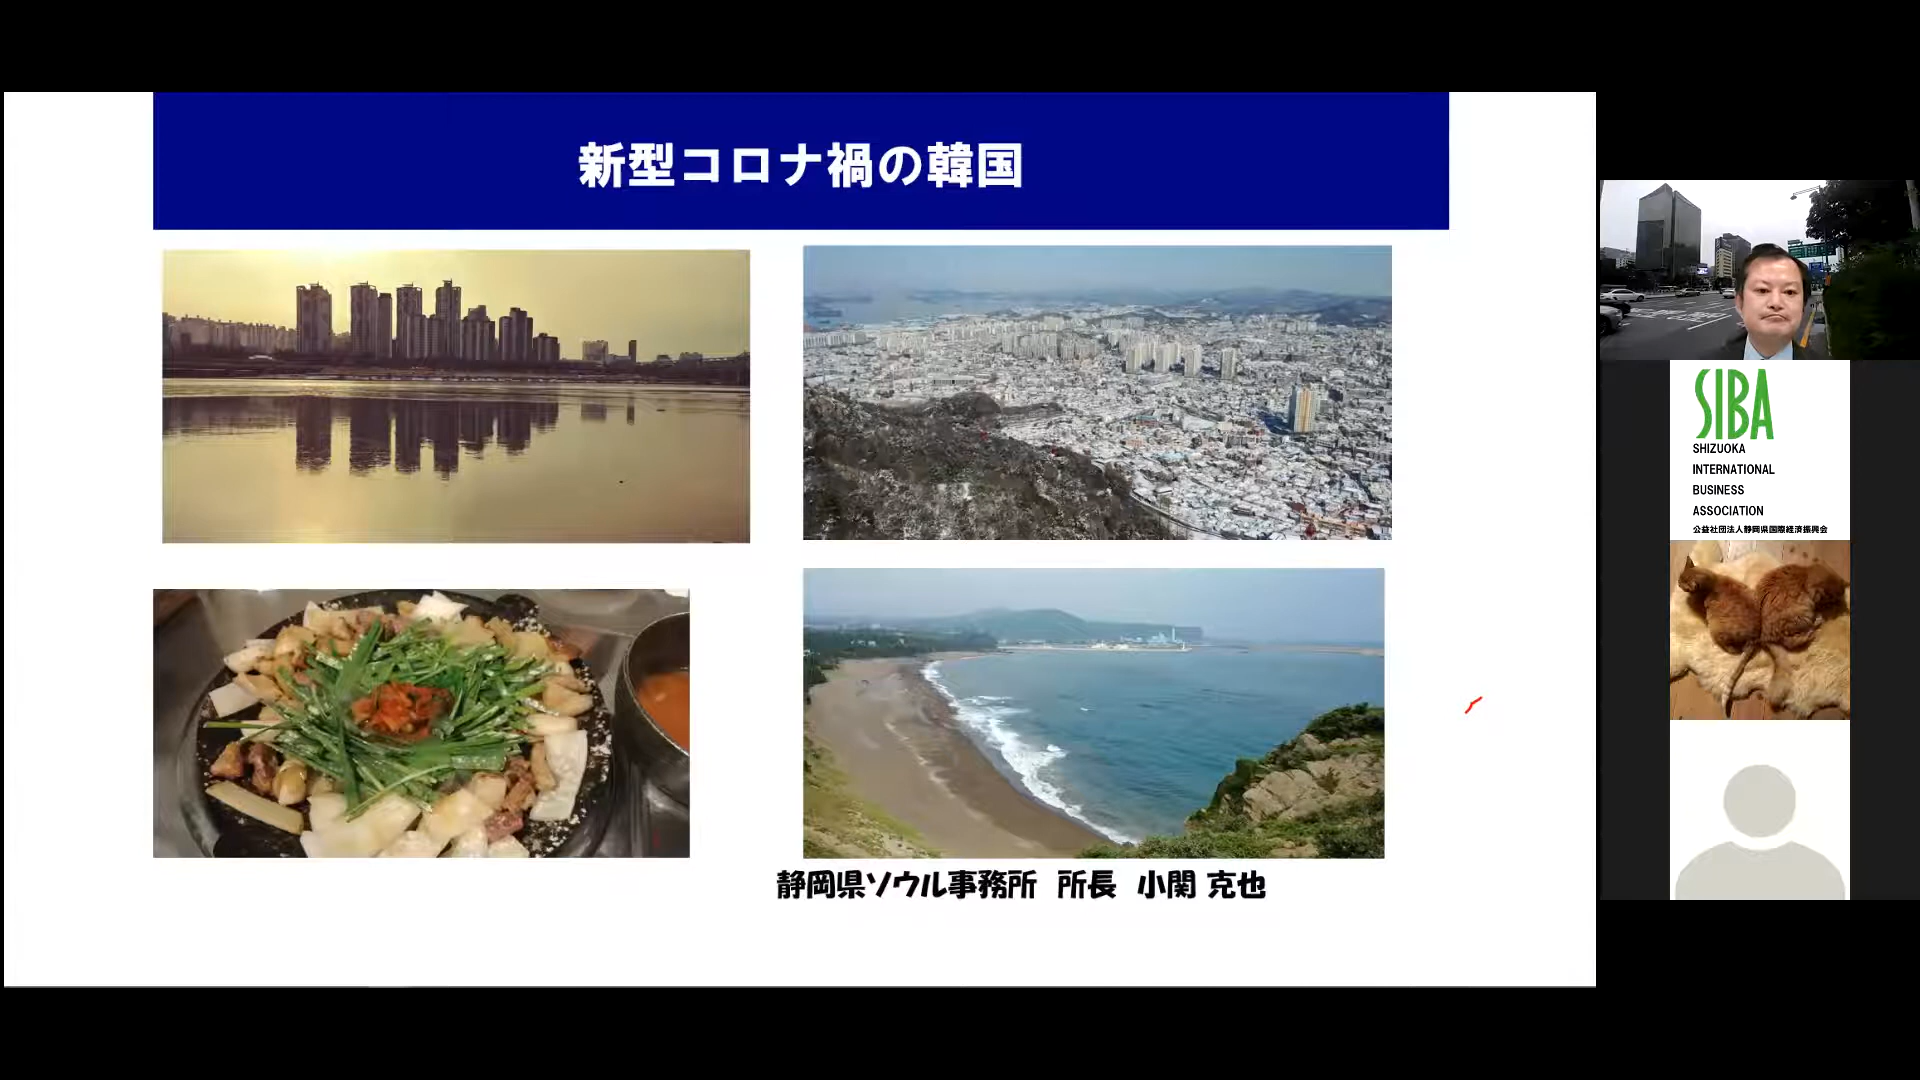 新型コロナ禍の韓国
静岡県ソウル事務所　所長　小関 克也
SIBA
SHIZUOKA
INTERNATIONAL
BUSINESS
ASSOCIATION
公益社団法人静岡県国際経済振興会